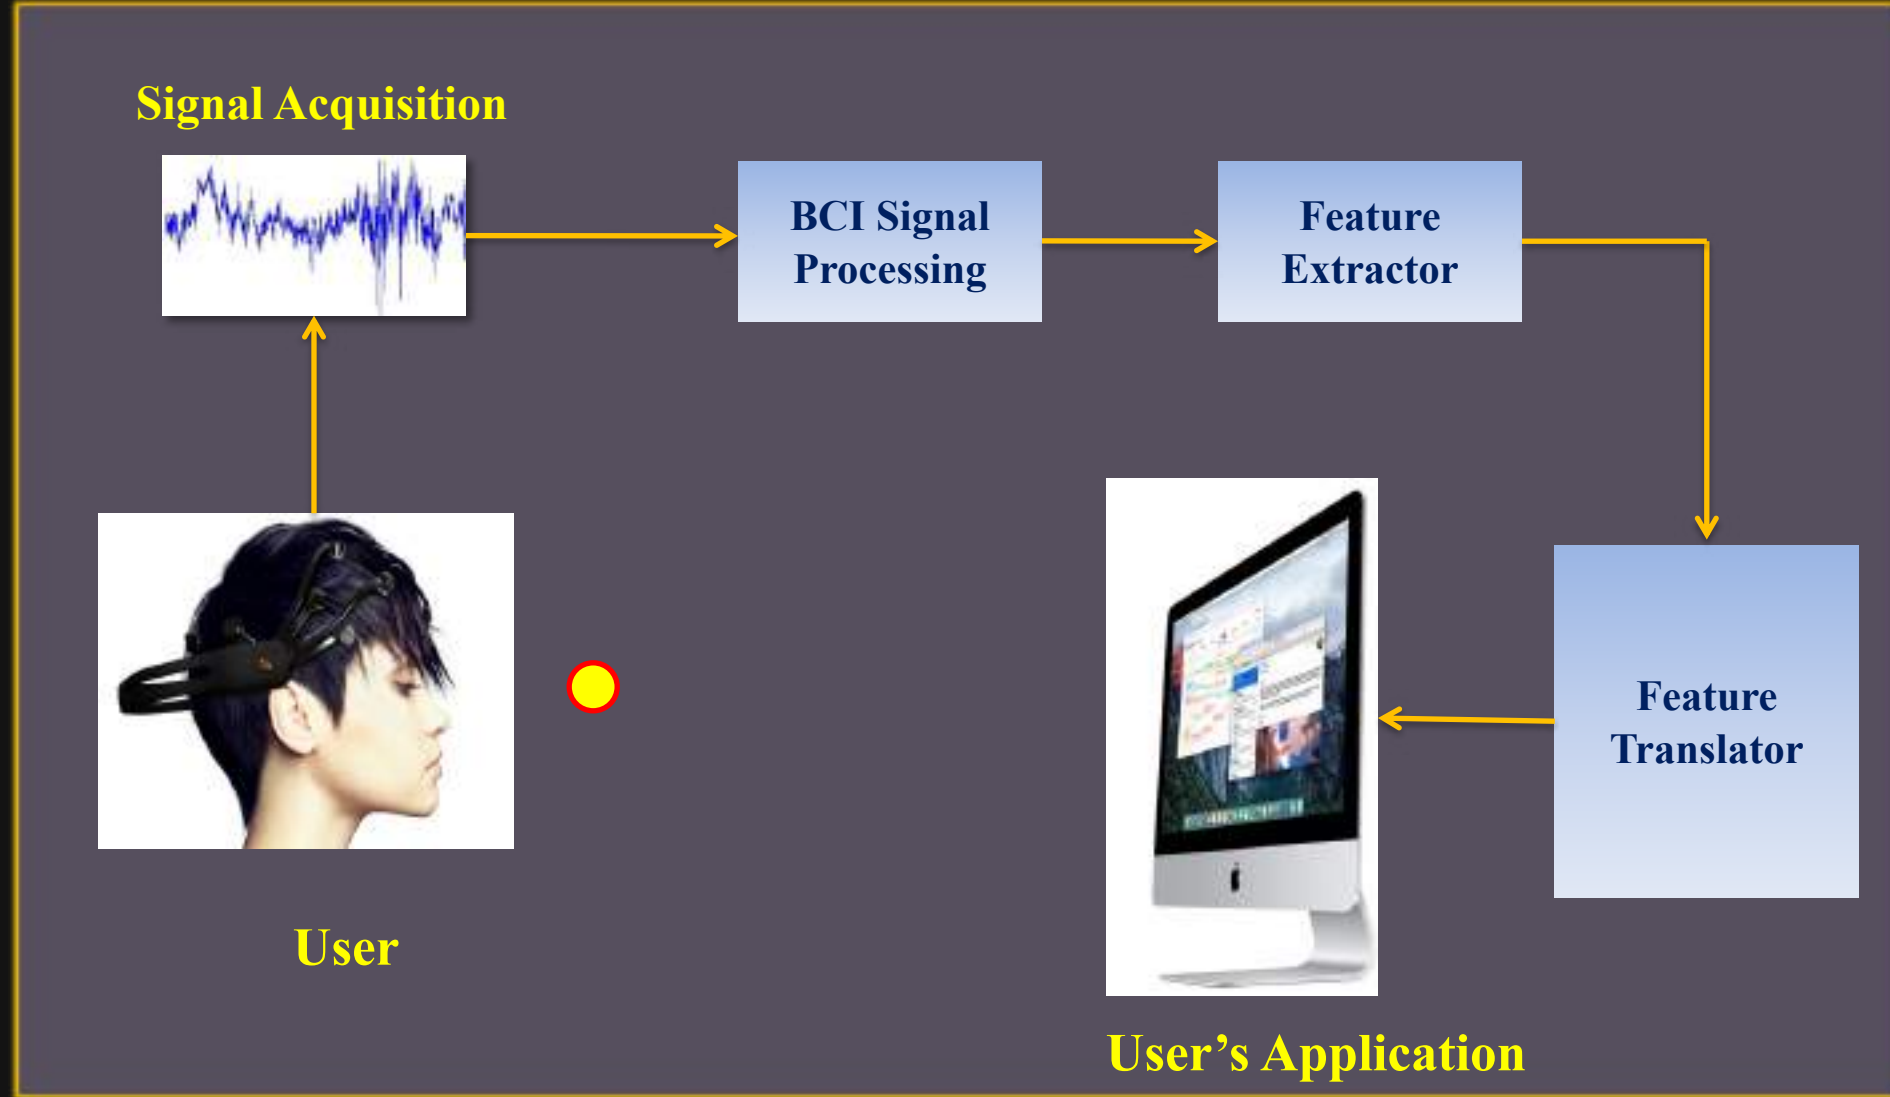 Signal Acquisition
BCI Signal
Processing
Feature
Extractor
Feature
Translator
User
User’s Application